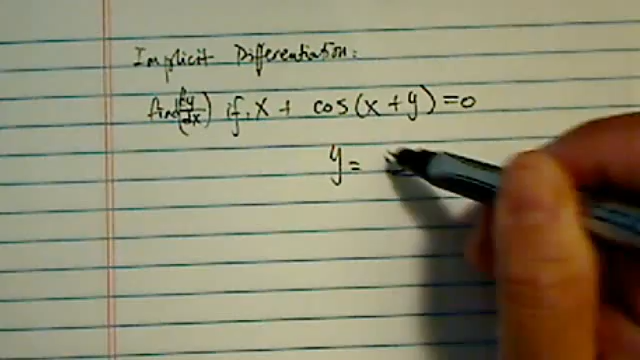 Implicit Differentiation:
find (dy/dx) if, x + cos(x + y) = 0
y =